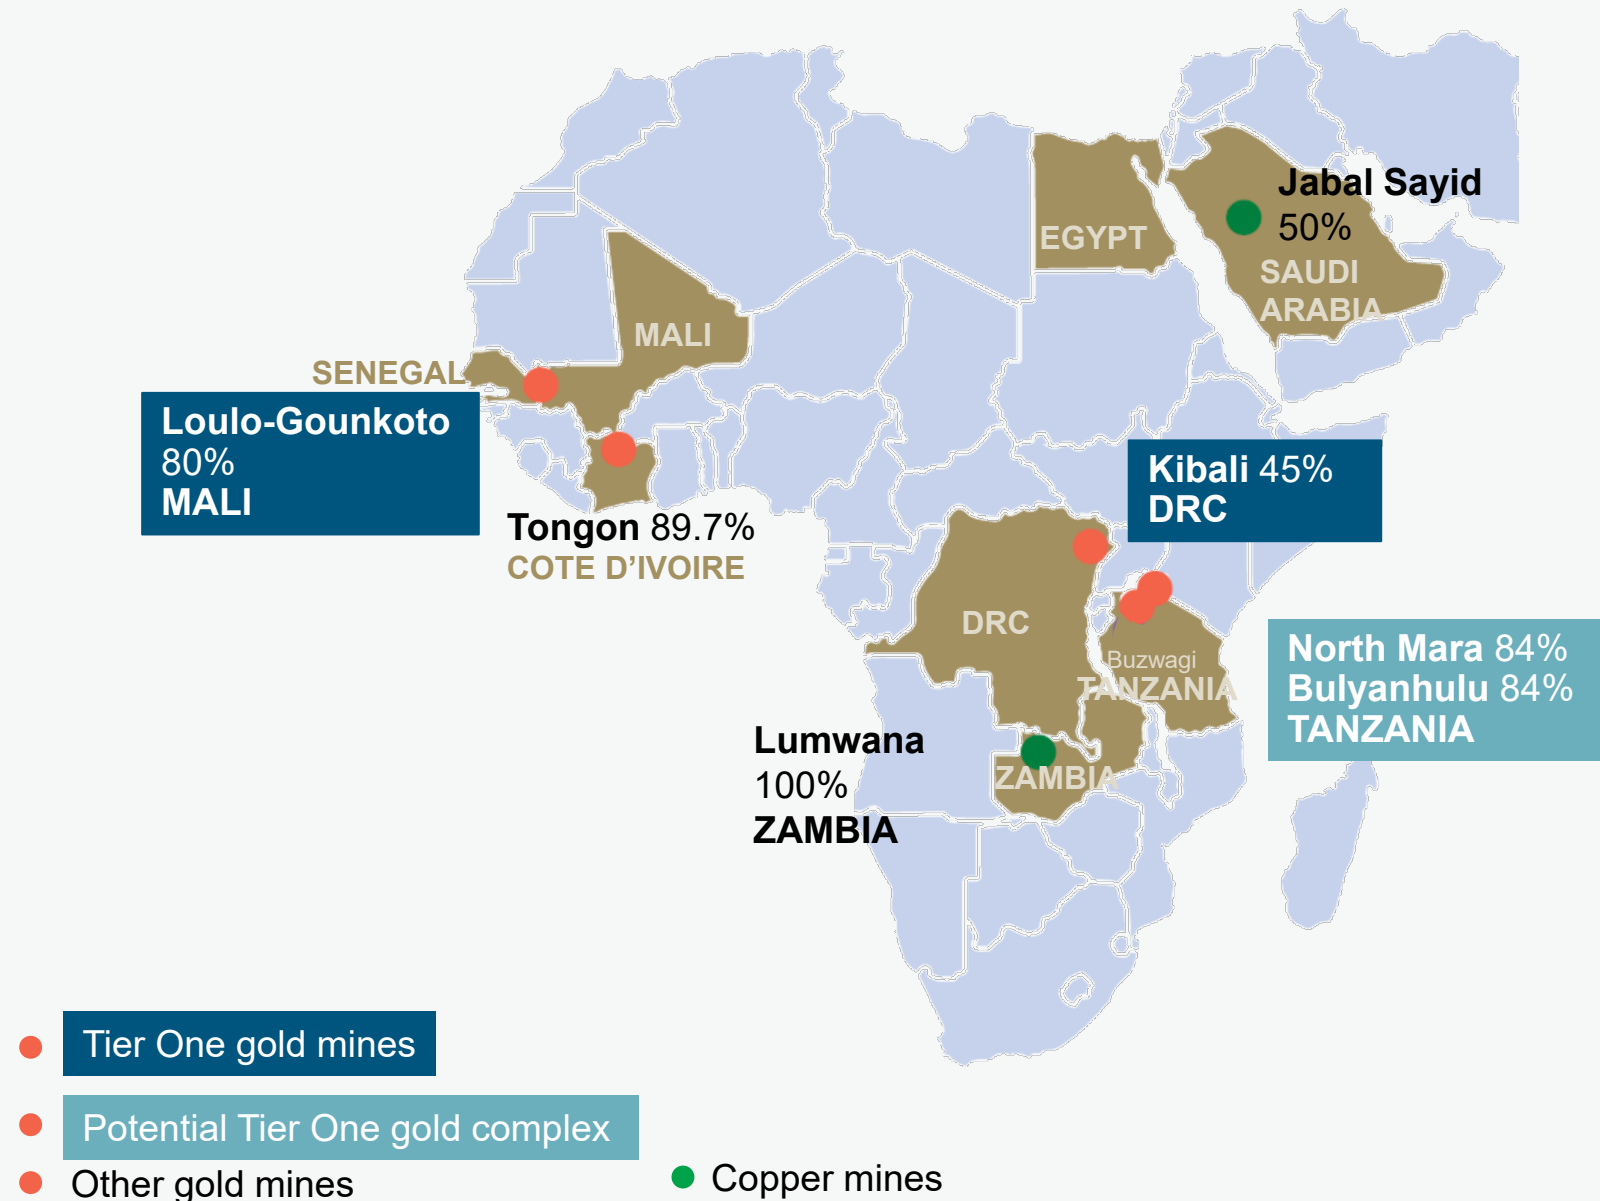 Jabal Sayid
50%
EGYPT
SAUDI
ARABIA
MALI
SENEGAL
Loulo-Gounkoto
80%
MALI
Kibali 45%
DRC
Tongon 89.7%
COTE D’IVOIRE
DRC
Buzwagi
TANZANIA
North Mara 84%
Bulyanhulu 84%
TANZANIA
Lumwana
100%
ZAMBIA
ZAMBIA
Tier One gold mines
Potential Tier One gold complex
Other gold mines
Copper mines